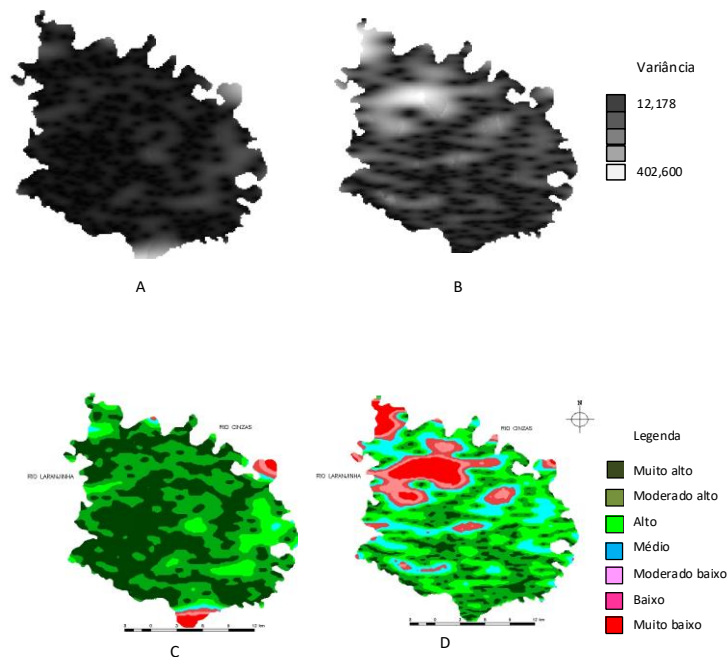 Variância
12,178
402,600
A
B
RIO CINZAS
RIO LARANJINHA
RIO CINZAS
RIO LARANJINHA
N
Legenda
Muito alto
Moderado alto
Alto
Médio
Moderado baixo
Baixo
Muito baixo
C
D